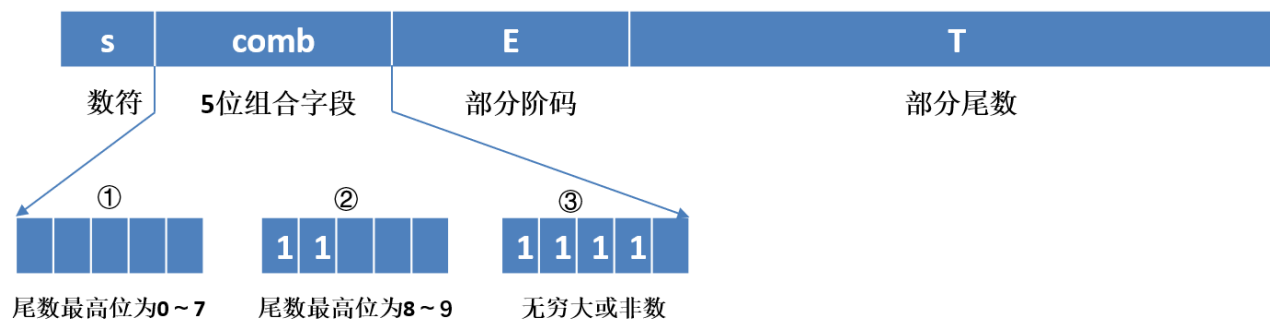 s comb E T
数符 5位组合字段 部分阶码 部分尾数
① ② ③
1 1 1 1 1 1
尾数最高位为0～7 尾数最高位为8～9 无穷大或非数